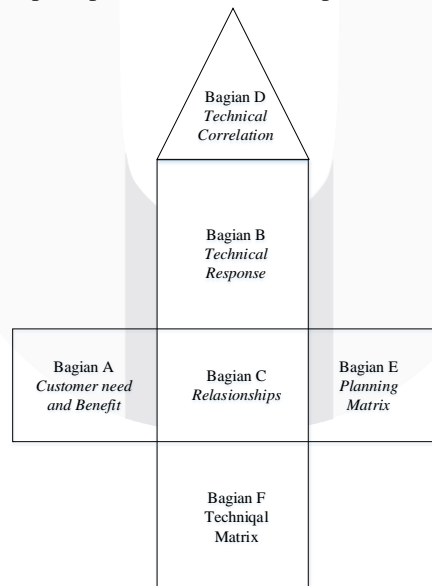 Bagian D
Technical
Correlation
Bagian B
Technical
Response
Bagian A
Customer need
and Benefit
Bagian C
Relasionships
Bagian E
Planning
Matrix
Bagian F
Techniqal
Matrix